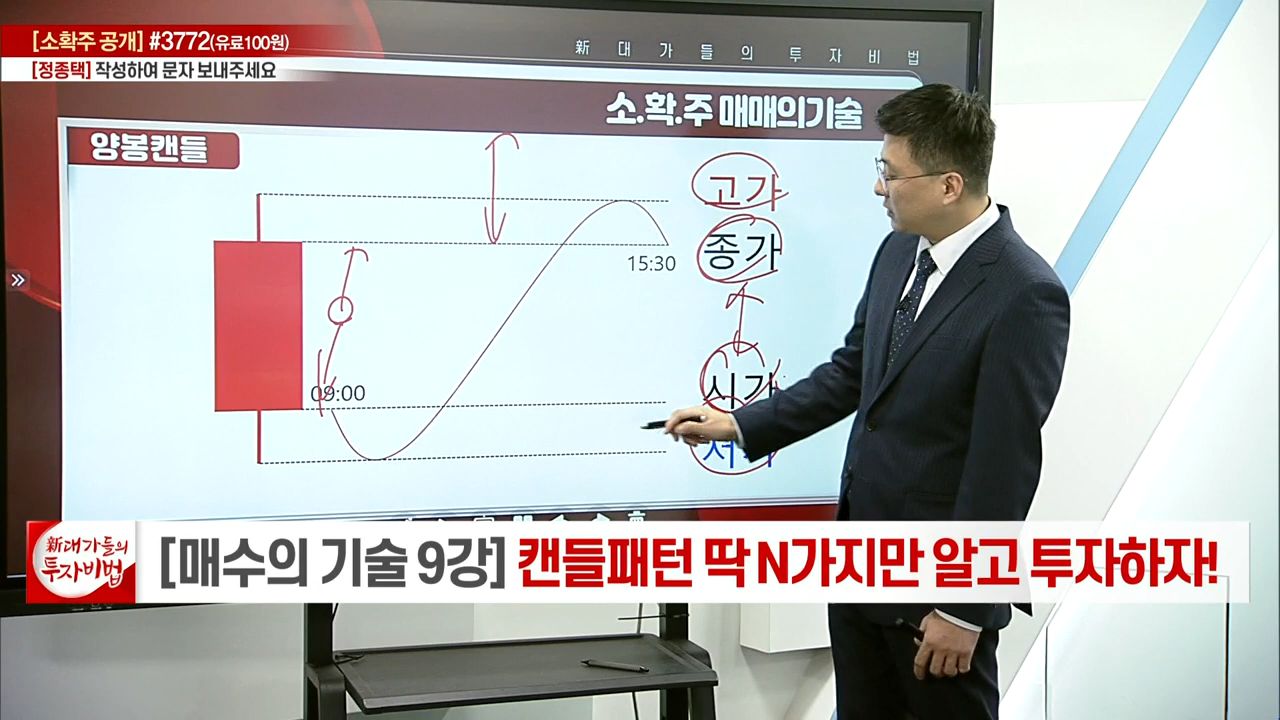 [소확주 공개] #3772(유료100원)
[정종택] 작성하여 문자 보내주세요
新 대 가 들 의 투 자 비 법
소.확.주 매매의기술
양봉캔들
고가
종가
15:30
시가
09:00
新대가들의
투자비법
[매수의 기술 9강] 캔들패턴 딱 N가지만 알고 투자하자!